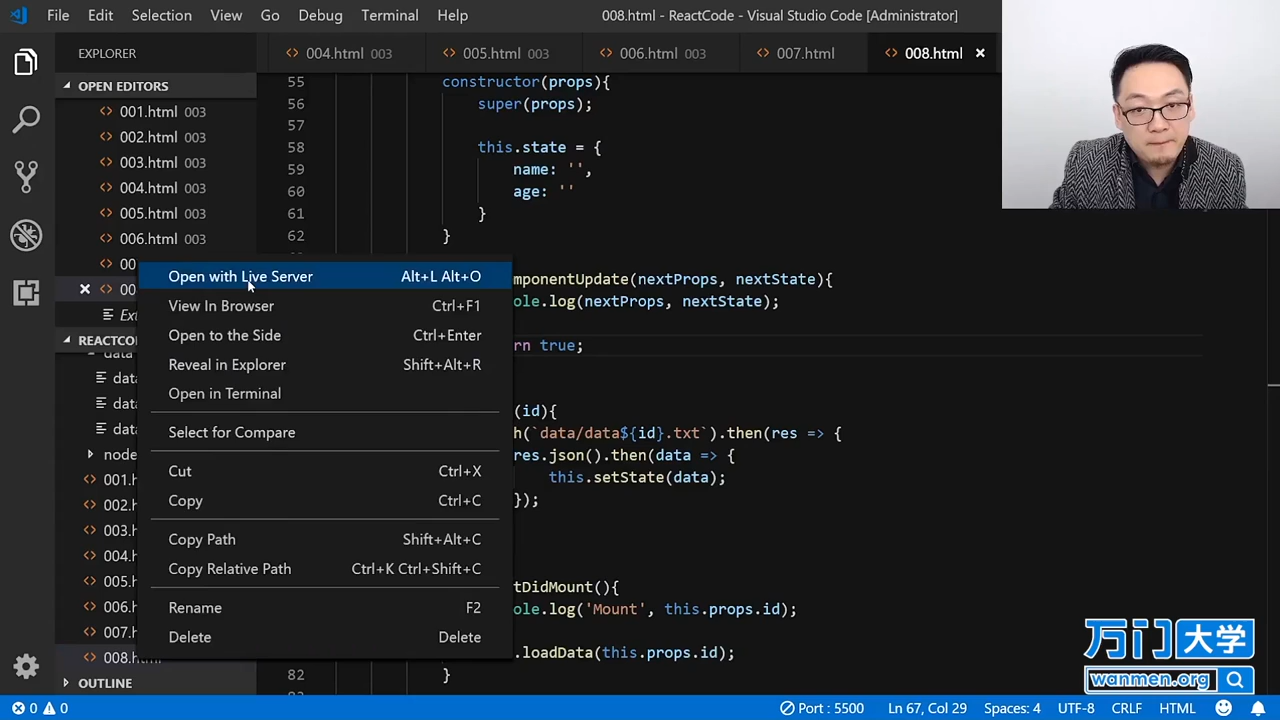 File Edit Selection View Go Debug Terminal Help 008.html - ReactCode - Visual Studio Code [Administrator]
EXPLORER
004.html 003 005.html 003 006.html 003 007.html 008.html
OPEN EDITORS
001.html 003
002.html 003
003.html 003
004.html 003
005.html 003
006.html 003
00
00
Ext
REACTCO
data
data
data
data
node
001.h
002.h
003.h
004.h
005.h
006.h
007.h
008.html
OUTLINE
Open with Live Server Alt+L Alt+O
View In Browser Ctrl+F1
Open to the Side Ctrl+Enter
Reveal in Explorer Shift+Alt+R
Open in Terminal
Select for Compare
Cut Ctrl+X
Copy Ctrl+C
Copy Path Shift+Alt+C
Copy Relative Path Ctrl+K Ctrl+Shift+C
Rename F2
Delete Delete
55 constructor(props){
56 super(props);
57
58 this.state = {
59 name: '',
60 age: ''
61 }
62 }
mponentUpdate(nextProps, nextState){
ole.log(nextProps, nextState);
rn true;
(id){
h(`data/data${id}.txt`).then(res => {
res.json().then(data => {
this.setState(data);
});
tDidMount(){
ole.log('Mount', this.props.id);
.loadData(this.props.id);
82 }
万门大学
wanmen.org
0 0 Port : 5500 Ln 67, Col 29 Spaces: 4 UTF-8 CRLF HTML